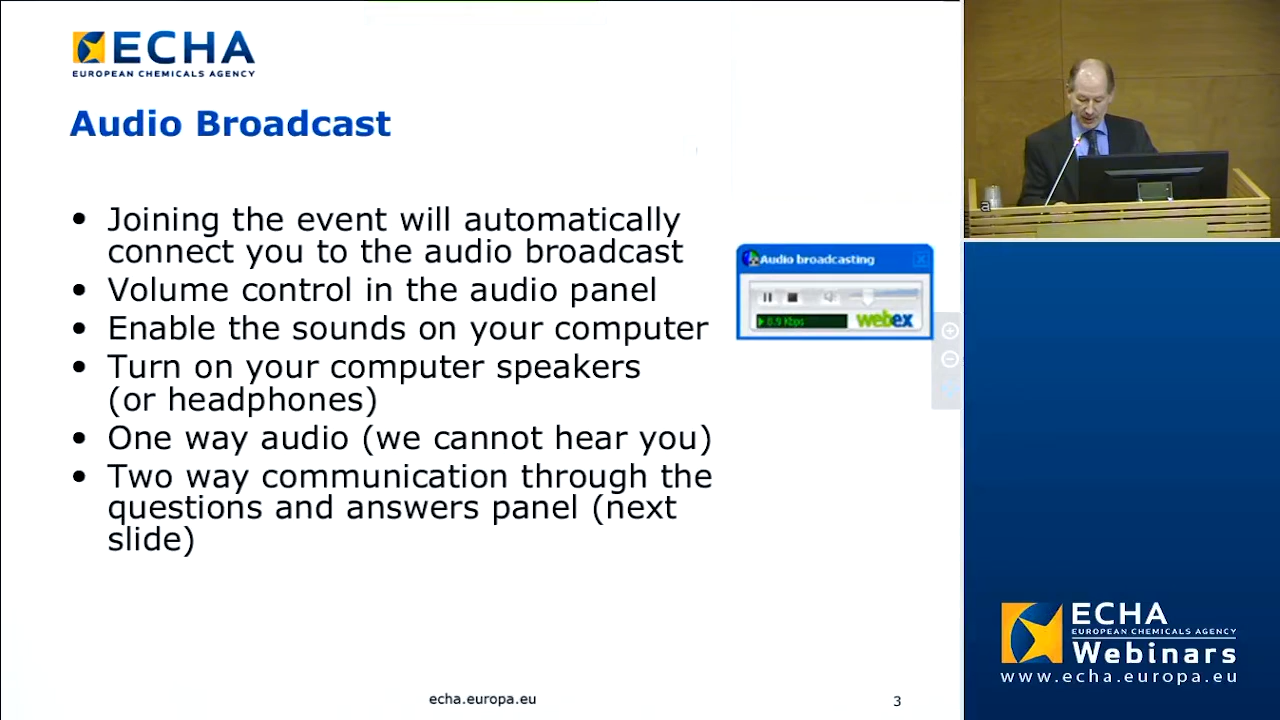 ECHA
EUROPEAN CHEMICALS AGENCY
Audio Broadcast
• Joining the event will automatically
connect you to the audio broadcast
• Volume control in the audio panel
• Enable the sounds on your computer
• Turn on your computer speakers
(or headphones)
• One way audio (we cannot hear you)
• Two way communication through the
questions and answers panel (next
slide)
Audio broadcasting
webex
echa.europa.eu
3
ECHA
EUROPEAN CHEMICALS AGENCY
Webinars
www.echa.europa.eu